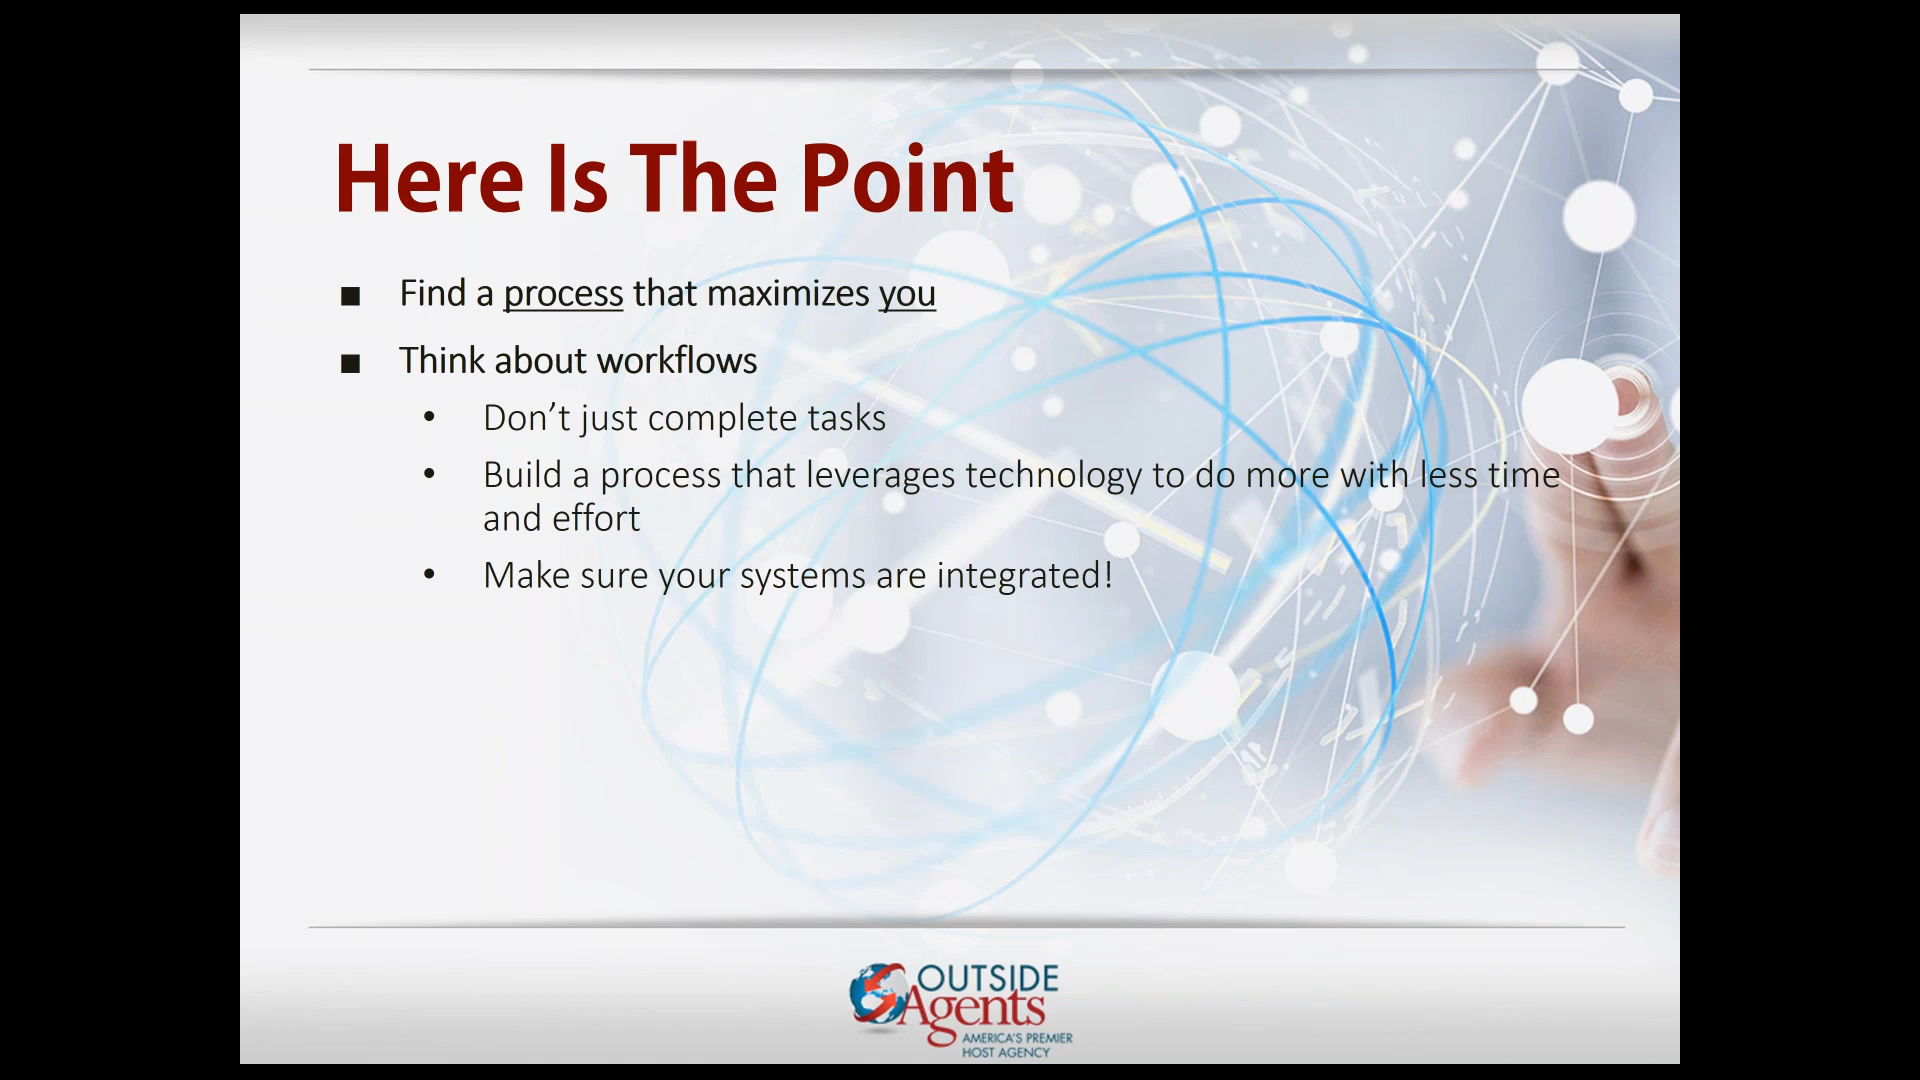 Here Is The Point
■ Find a process that maximizes you
■ Think about workflows
• Don’t just complete tasks
• Build a process that leverages technology to do more with less time
and effort
• Make sure your systems are integrated!
OUTSIDE
Agents
AMERICA'S PREMIER
HOST AGENCY